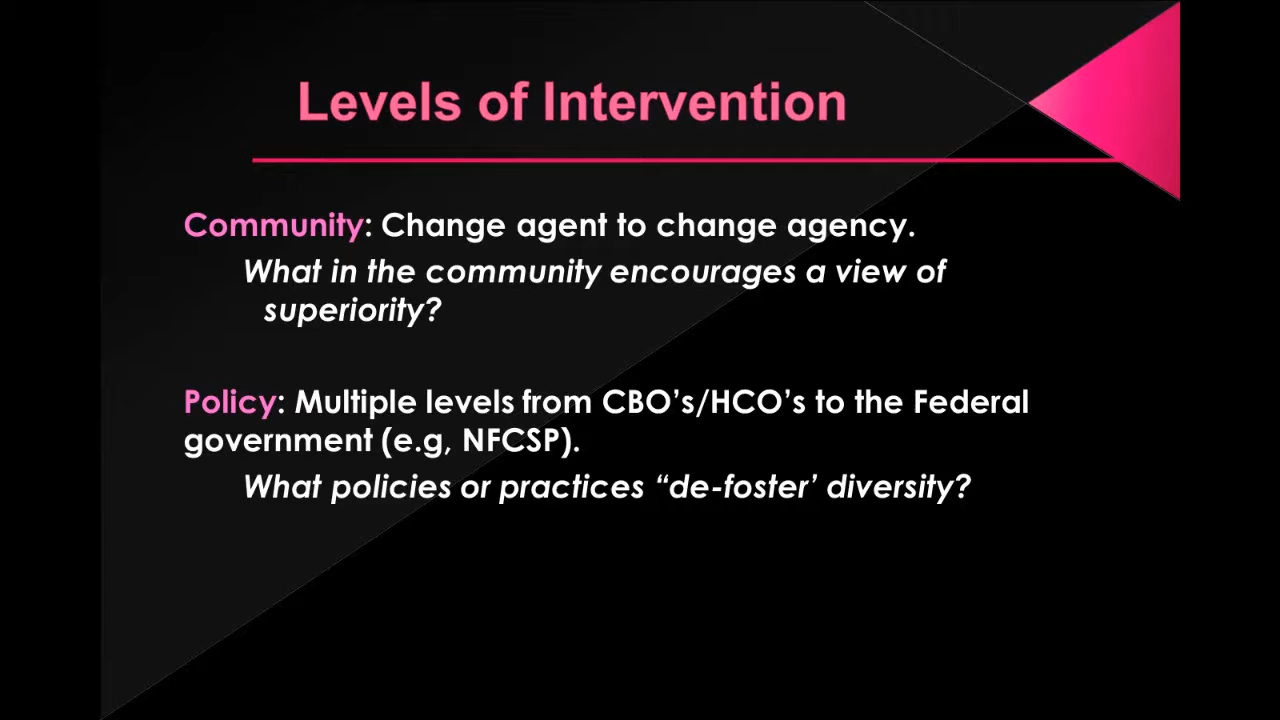 Levels of Intervention
Community: Change agent to change agency.
What in the community encourages a view of
superiority?
Policy: Multiple levels from CBO’s/HCO’s to the Federal
government (e.g, NFCSP).
What policies or practices “de-foster’ diversity?